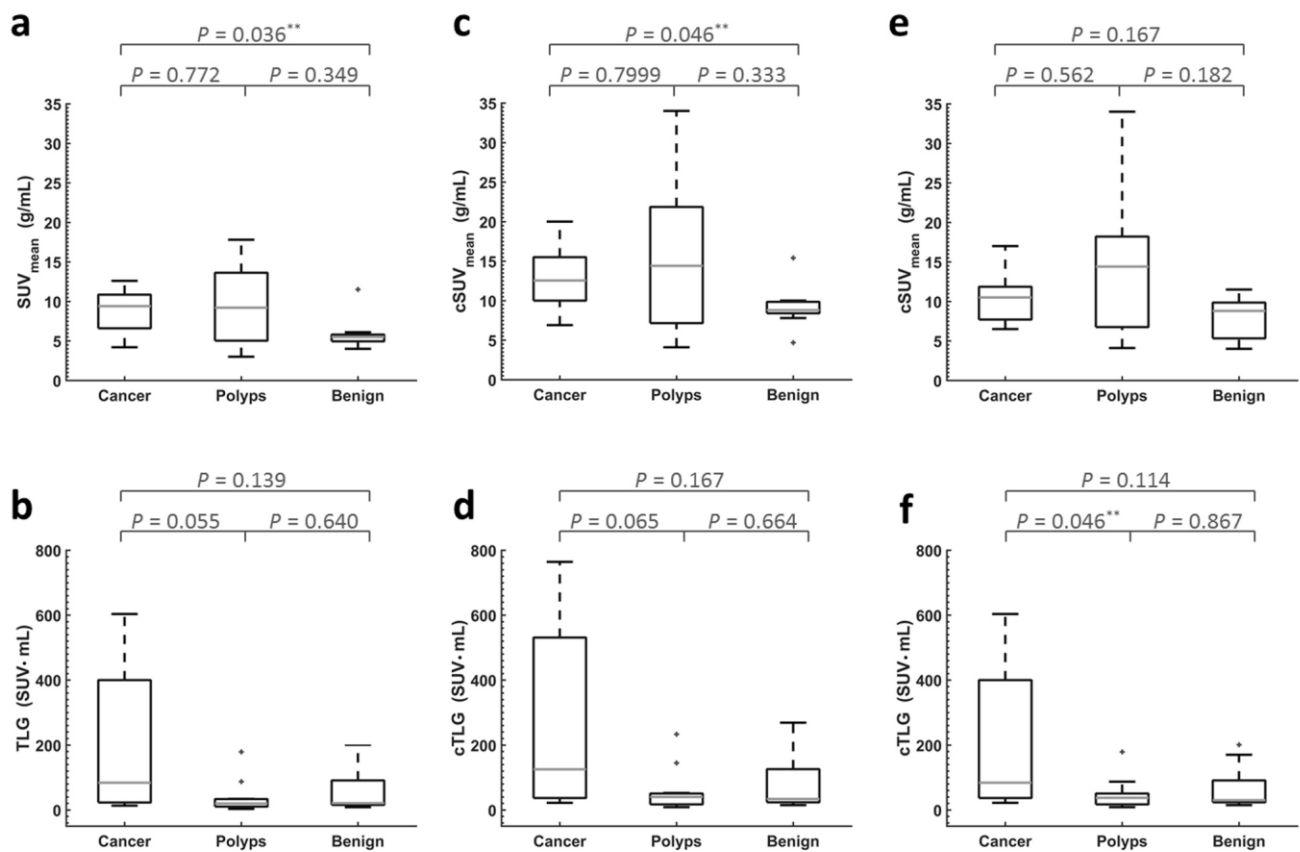 a
P = 0.036**
P = 0.772 P = 0.349
SUVmean (g/mL)
35
30
25
20
15
10
5
0
Cancer Polyps Benign
c
P = 0.046**
P = 0.7999 P = 0.333
cSUVmean (g/mL)
35
30
25
20
15
10
5
0
Cancer Polyps Benign
e
P = 0.167
P = 0.562 P = 0.182
cSUVmean (g/mL)
35
30
25
20
15
10
5
0
Cancer Polyps Benign
b
P = 0.139
P = 0.055 P = 0.640
TLG (SUV· mL)
800
600
400
200
0
Cancer Polyps Benign
d
P = 0.167
P = 0.065 P = 0.664
cTLG (SUV· mL)
800
600
400
200
0
Cancer Polyps Benign
f
P = 0.114
P = 0.046** P = 0.867
cTLG (SUV· mL)
800
600
400
200
0
Cancer Polyps Benign